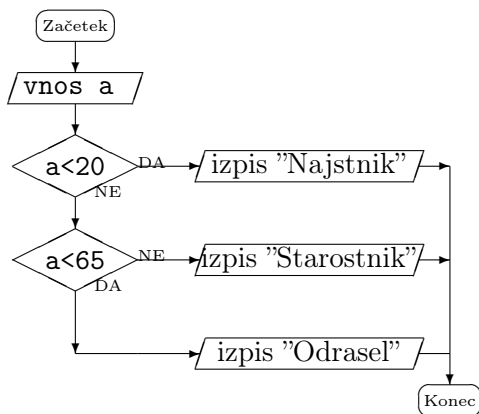 Začetek
vnos a
a<20 DA izpis "Najstnik"
NE
a<65 NE izpis "Starostnik"
DA
izpis "Odrasel"
Konec